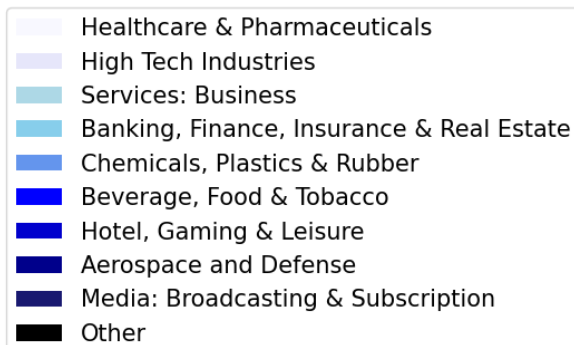 Healthcare & Pharmaceuticals
High Tech Industries
Services: Business
Banking, Finance, Insurance & Real Estate
Chemicals, Plastics & Rubber
Beverage, Food & Tobacco
Hotel, Gaming & Leisure
Aerospace and Defense
Media: Broadcasting & Subscription
Other